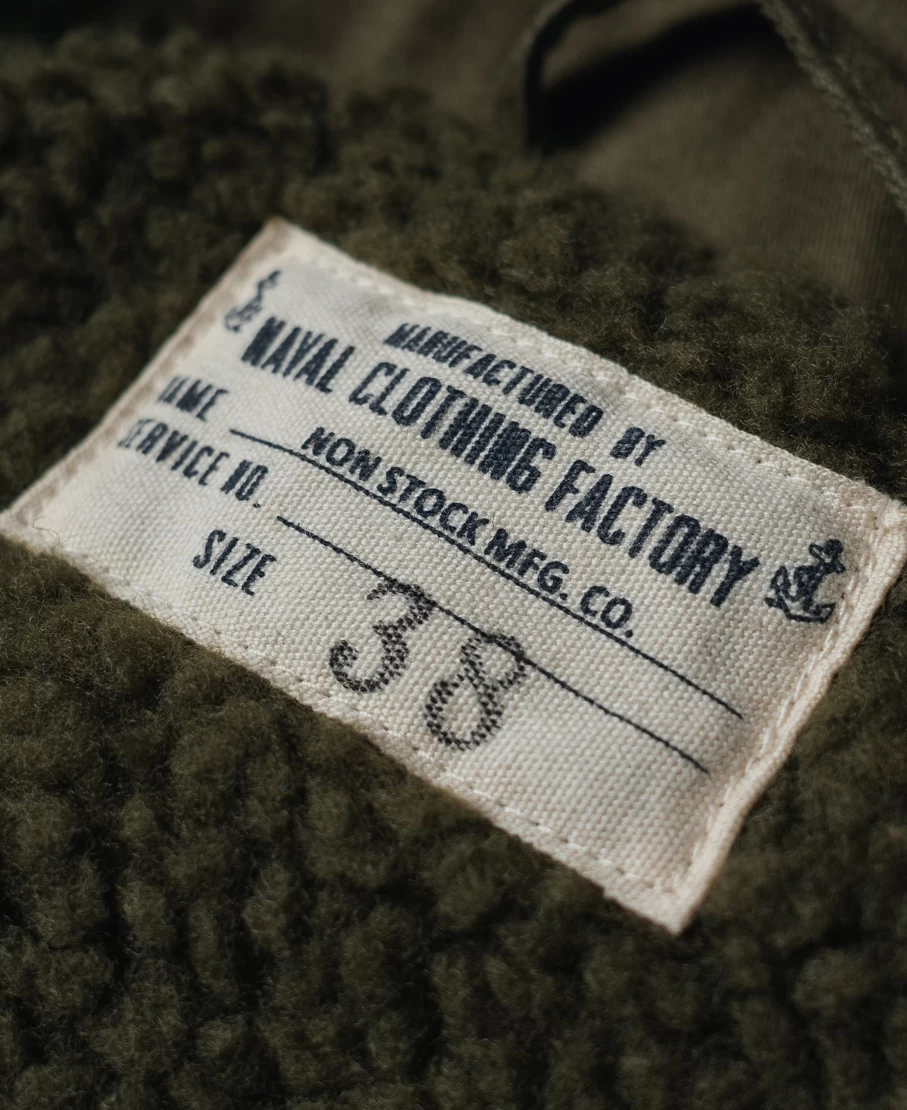 MANUFACTURED BY
NAVAL CLOTHING FACTORY
NAME NON STOCK MFG. CO.
SERVICE NO.
SIZE 38